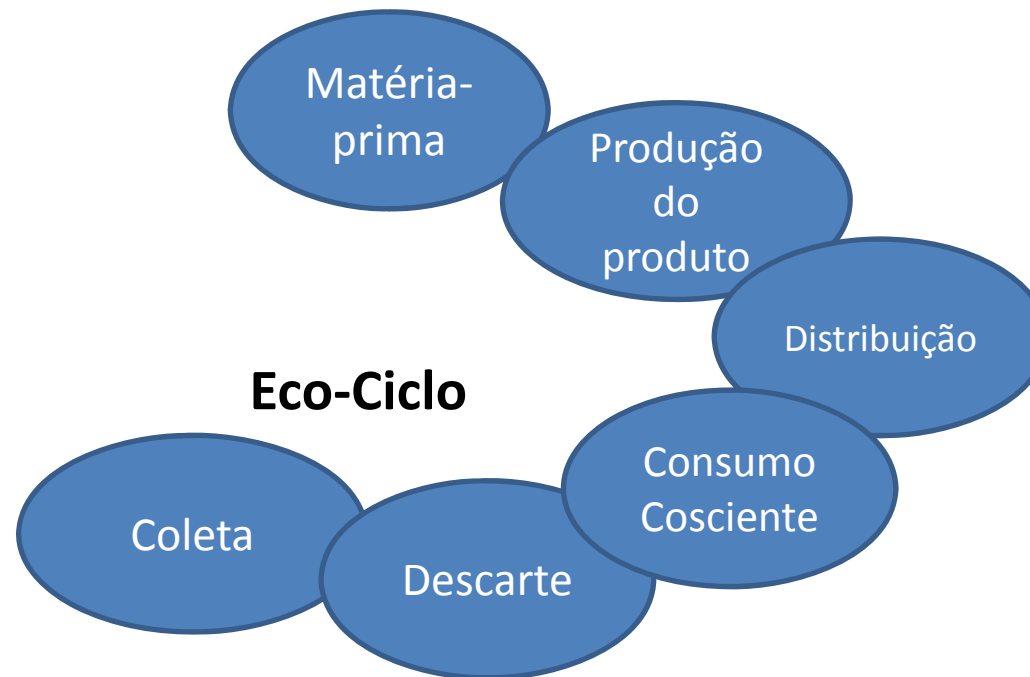 Matéria-
prima
Produção
do
produto
Distribuição
Eco-Ciclo
Consumo
Cosciente
Coleta
Descarte